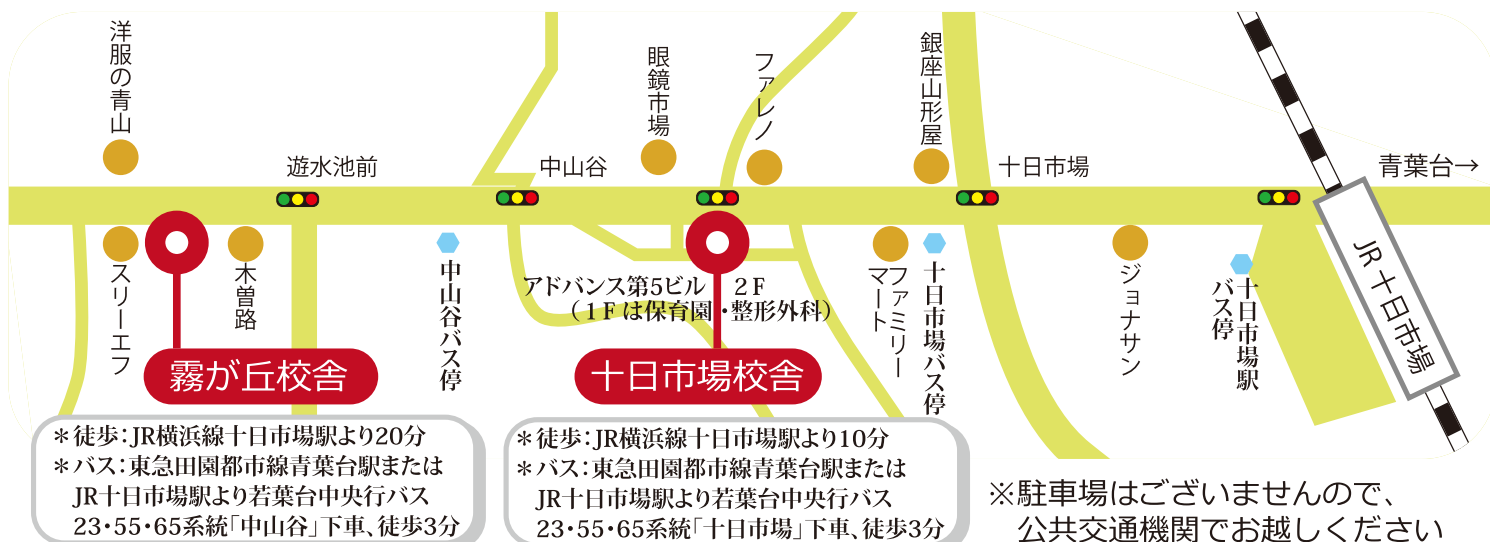 洋服の青山
眼鏡市場
ファレノ
銀座山形屋
遊水池前
中山谷
十日市場
青葉台→
スリーエフ
木曽路
中山谷バス停
アドバンス第5ビル 2F
(1Fは保育園・整形外科)
ファミリー
マート
十日市場バス停
ジョナサン
十日市場駅
バス停
JR十日市場
霧が丘校舎
*徒歩:JR横浜線十日市場駅より20分
*バス:東急田園都市線青葉台駅または
JR十日市場駅より若葉台中央行バス
23・55・65系統「中山谷」下車、徒歩3分
十日市場校舎
*徒歩:JR横浜線十日市場駅より10分
*バス:東急田園都市線青葉台駅または
JR十日市場駅より若葉台中央行バス
23・55・65系統「十日市場」下車、徒歩3分
※駐車場はございませんので、
公共交通機関でお越しください